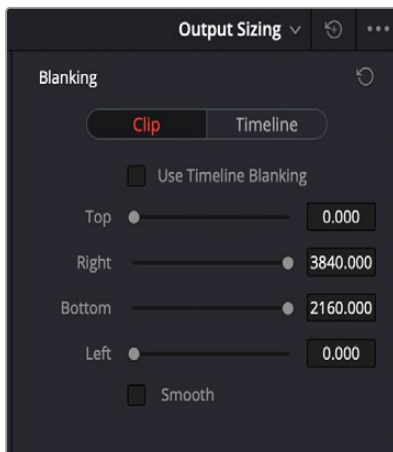 Output Sizing
Blanking
Clip Timeline
Use Timeline Blanking
Top 0.000
Right 3840.000
Bottom 2160.000
Left 0.000
Smooth